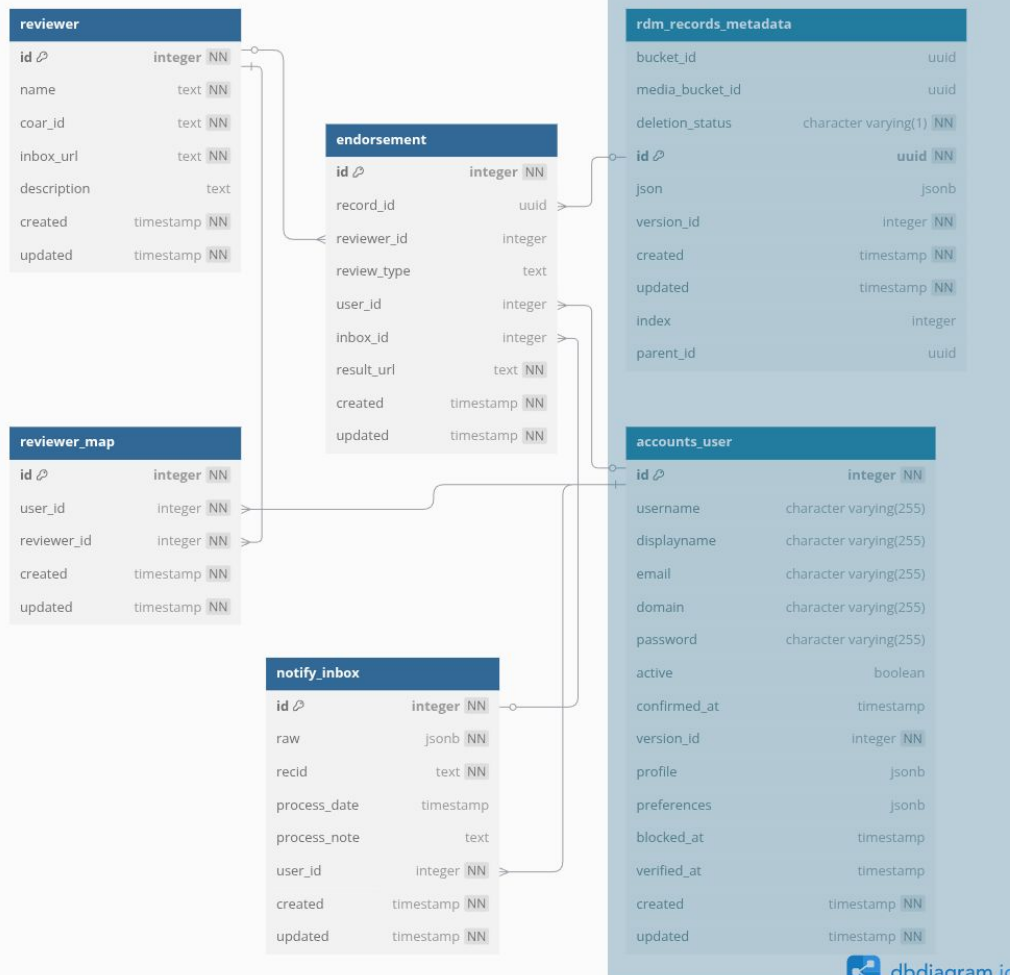 reviewer
id integer NN
name text NN
coar_id text NN
inbox_url text NN
description text
created timestamp NN
updated timestamp NN
endorsement
id integer NN
record_id uuid
reviewer_id integer
review_type text
user_id integer
inbox_id integer
result_url text NN
created timestamp NN
updated timestamp NN
rdm_records_metadata
bucket_id uuid
media_bucket_id uuid
deletion_status character varying(1) NN
id uuid NN
json jsonb
version_id integer NN
created timestamp NN
updated timestamp NN
index integer
parent_id uuid
reviewer_map
id integer NN
user_id integer NN
reviewer_id integer NN
created timestamp NN
updated timestamp NN
notify_inbox
id integer NN
raw jsonb NN
recid text NN
process_date timestamp
process_note text
user_id integer NN
created timestamp NN
updated timestamp NN
accounts_user
id integer NN
username character varying(255)
displayname character varying(255)
email character varying(255)
domain character varying(255)
password character varying(255)
active boolean
confirmed_at timestamp
version_id integer NN
profile jsonb
preferences jsonb
blocked_at timestamp
verified_at timestamp
created timestamp NN
updated timestamp NN
dbdiagram.io